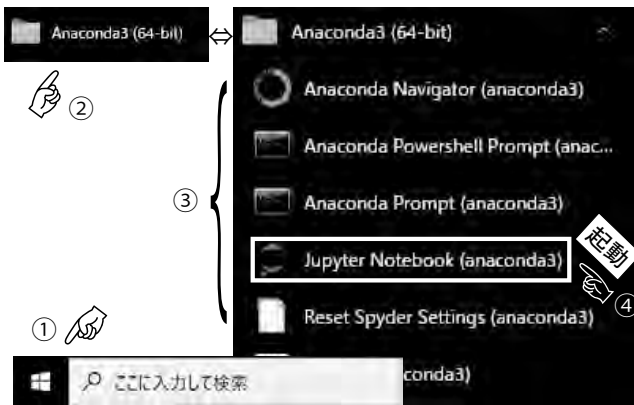 Anaconda3 (64-bit)
⇔
Anaconda3 (64-bit)
②
③
Anaconda Navigator (anaconda3)
Anaconda Powershell Prompt (anac...
Anaconda Prompt (anaconda3)
起動
Jupyter Notebook (anaconda3)
④
Reset Spyder Settings (anaconda3)
①
ここに入力して検索
conda3)